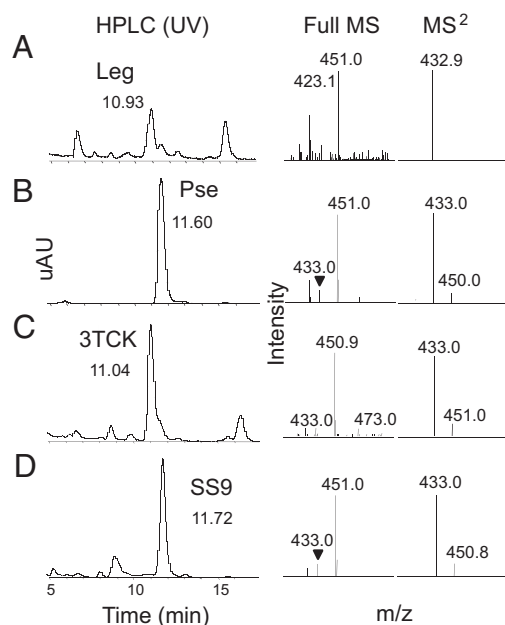 HPLC (UV) Full MS MS2
A
Leg
10.93
451.0
423.1
432.9
B
Pse
11.60
451.0
433.0
433.0
450.0
uAU
Intensity
C
3TCK
11.04
450.9
433.0 473.0
433.0
451.0
D
SS9
11.72
451.0
433.0
433.0
450.8
5 10 15
Time (min)
m/z